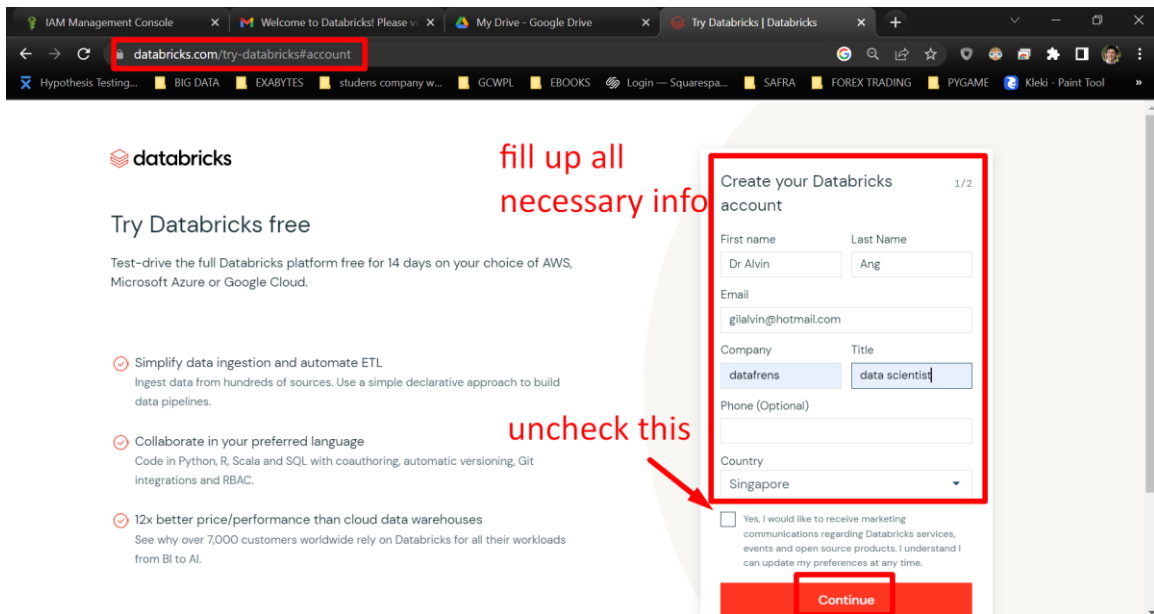 IAM Management Console
Welcome to Databricks! Please v
My Drive - Google Drive
Try Databricks | Databricks
databricks.com/try-databricks#account
Hypothesis Testing...
BIG DATA
EXABYTES
studens company w...
GCWPL
EBOOKS
Login — Squarespa...
SAFRA
FOREX TRADING
PYGAME
Kleki - Paint Tool
»
databricks
fill up all
necessary info
Try Databricks free
Test-drive the full Databricks platform free for 14 days on your choice of AWS,
Microsoft Azure or Google Cloud.
Simplify data ingestion and automate ETL
Ingest data from hundreds of sources. Use a simple declarative approach to build
data pipelines.
Collaborate in your preferred language
Code in Python, R, Scala and SQL with coauthoring, automatic versioning, Git
integrations and RBAC.
12x better price/performance than cloud data warehouses
See why over 7,000 customers worldwide rely on Databricks for all their workloads
from BI to AI.
uncheck this
Create your Databricks 1/2
account
First name Last Name
Dr Alvin Ang
Email
gilalvin@hotmail.com
Company Title
datafrens data scientist
Phone (Optional)
Country
Singapore
Yes, I would like to receive marketing
communications regarding Databricks services,
events and open source products. I understand I
can update my preferences at any time.
Continue